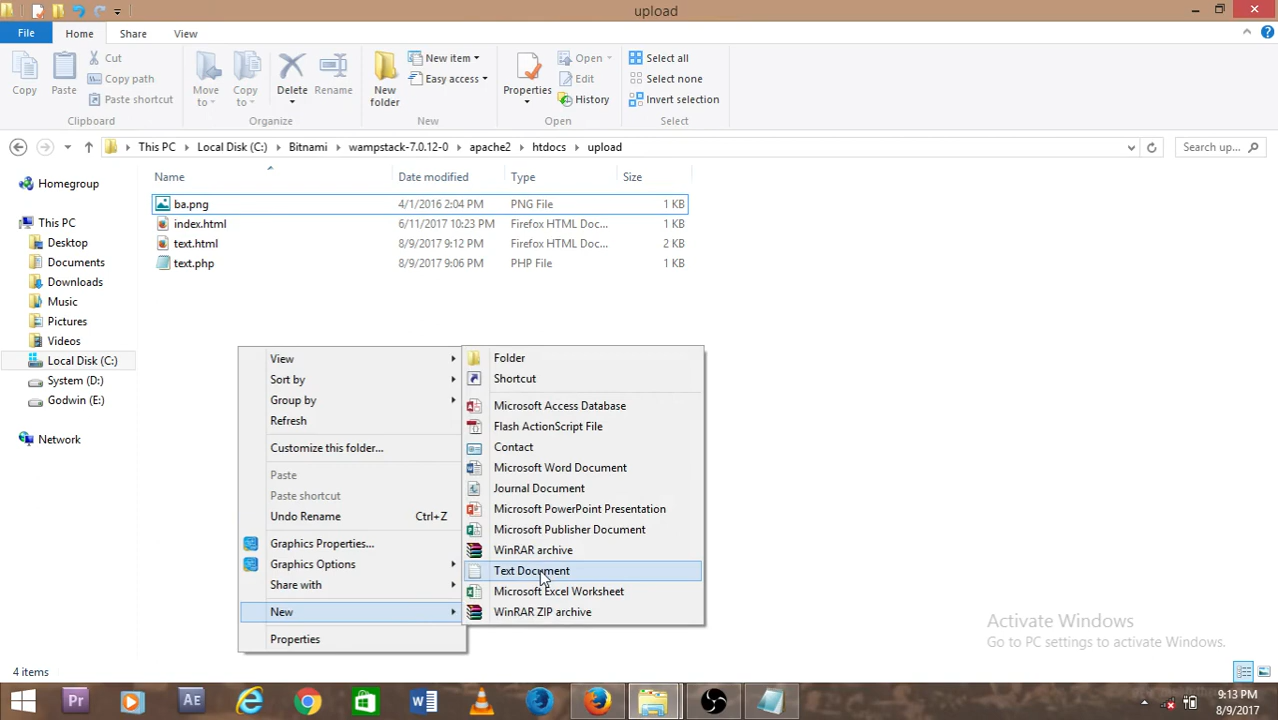 upload
File Home Share View
Copy
Paste
Cut
Copy path
Paste shortcut
Clipboard
Move to
Copy to
Delete
Rename
Organize
New folder
New item
Easy access
New
Properties
Open
Edit
History
Open
Select all
Select none
Invert selection
Select
This PC Local Disk (C:) Bitnami wampstack-7.0.12-0 apache2 htdocs upload
Search up...
Name Date modified Type Size
ba.png 4/1/2016 2:04 PM PNG File 1 KB
index.html 6/11/2017 10:23 PM Firefox HTML Doc... 1 KB
text.html 8/9/2017 9:12 PM Firefox HTML Doc... 2 KB
text.php 8/9/2017 9:06 PM PHP File 1 KB
Homegroup
This PC
Desktop
Documents
Downloads
Music
Pictures
Videos
Local Disk (C:)
System (D:)
Godwin (E:)
Network
View
Sort by
Group by
Refresh
Customize this folder...
Paste
Paste shortcut
Undo Rename Ctrl+Z
Graphics Properties...
Graphics Options
Share with
New
Properties
Folder
Shortcut
Microsoft Access Database
Flash ActionScript File
Contact
Microsoft Word Document
Journal Document
Microsoft PowerPoint Presentation
Microsoft Publisher Document
WinRAR archive
Text Document
Microsoft Excel Worksheet
WinRAR ZIP archive
Activate Windows
Go to PC settings to activate Windows.
4 items
Pr
Ae
9:13 PM
8/9/2017